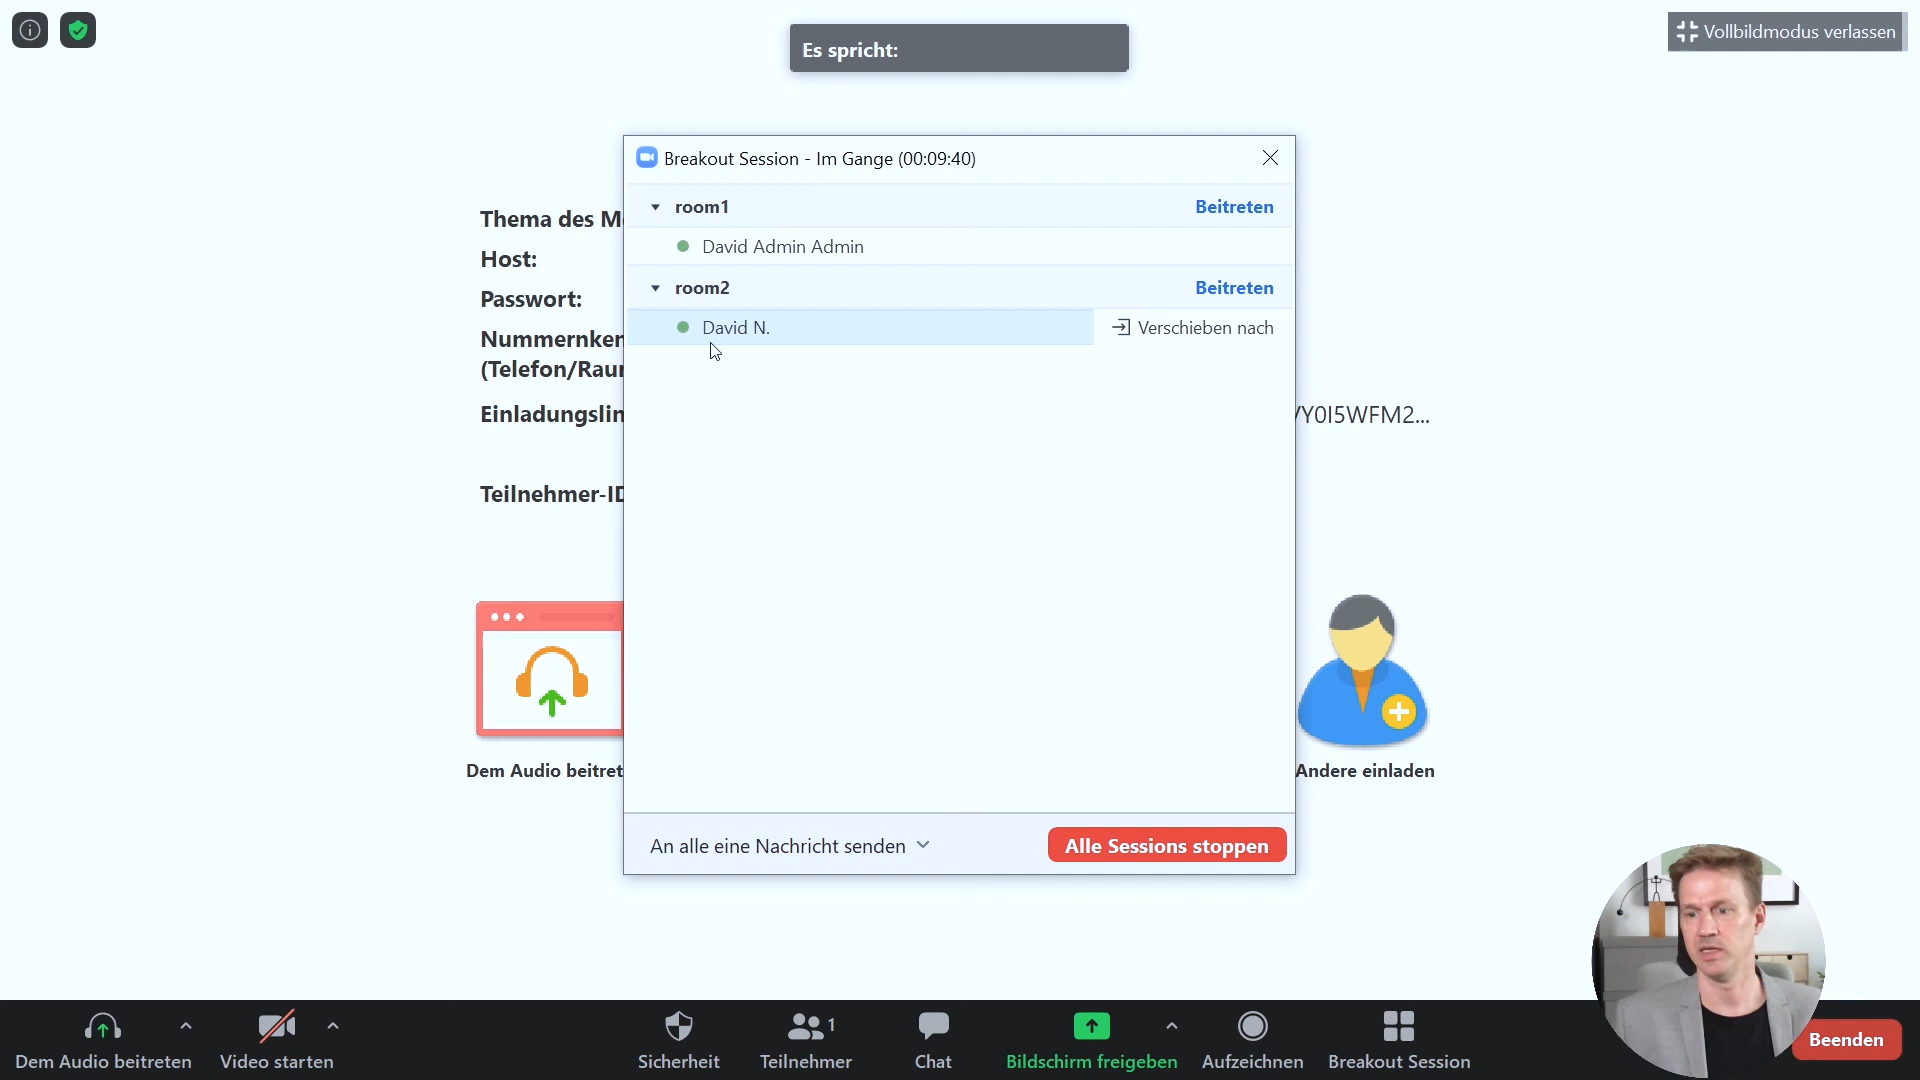 Es spricht:
Vollbildmodus verlassen
Breakout Session - Im Gange (00:09:40)
room1
Beitreten
David Admin Admin
room2
Beitreten
David N.
Verschieben nach
Thema des M
Host:
Passwort:
Nummernken
(Telefon/Rau
Einladungslin
/Y0I5WFM2...
Teilnehmer-ID
Dem Audio beitret
Andere einladen
An alle eine Nachricht senden
Alle Sessions stoppen
Dem Audio beitreten
Video starten
Sicherheit
1
Teilnehmer
Chat
Bildschirm freigeben
Aufzeichnen
Breakout Session
Beenden